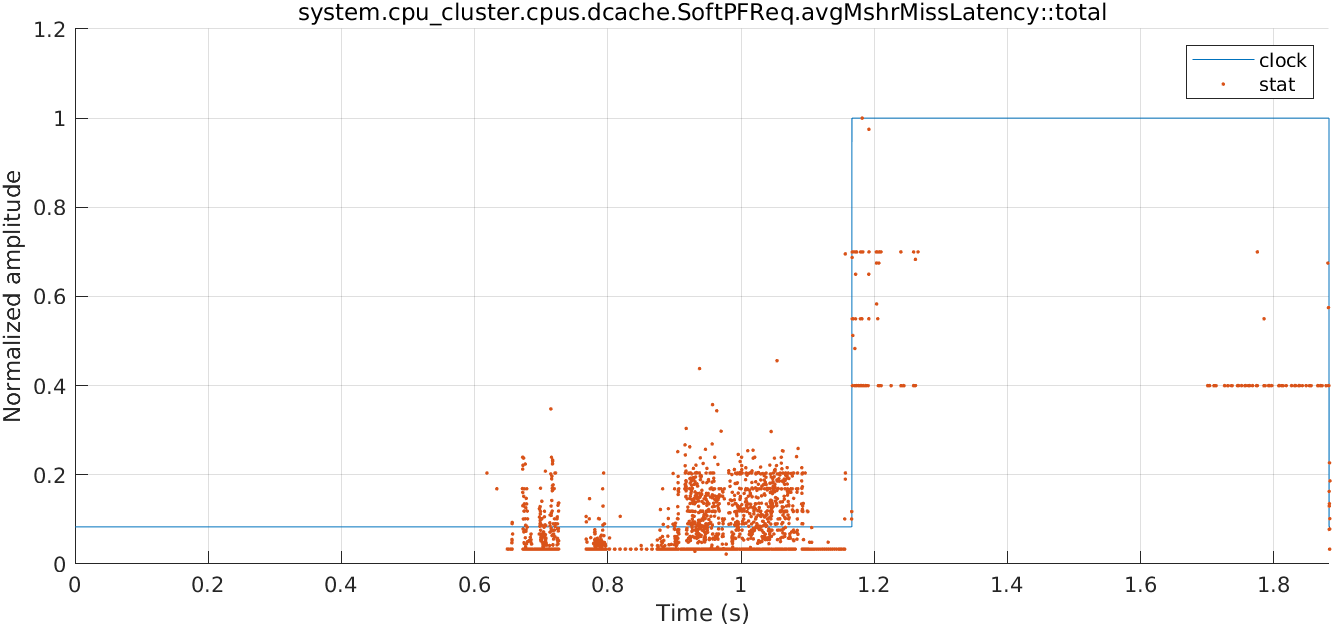 system.cpu_cluster.cpus.dcache.SoftPFReq.avgMshrMissLatency::total
1.2
clock
stat
1
0.8
0.6
0.4
0.2
0
Normalized amplitude
0 0.2 0.4 0.6 0.8 1 1.2 1.4 1.6 1.8
Time (s)